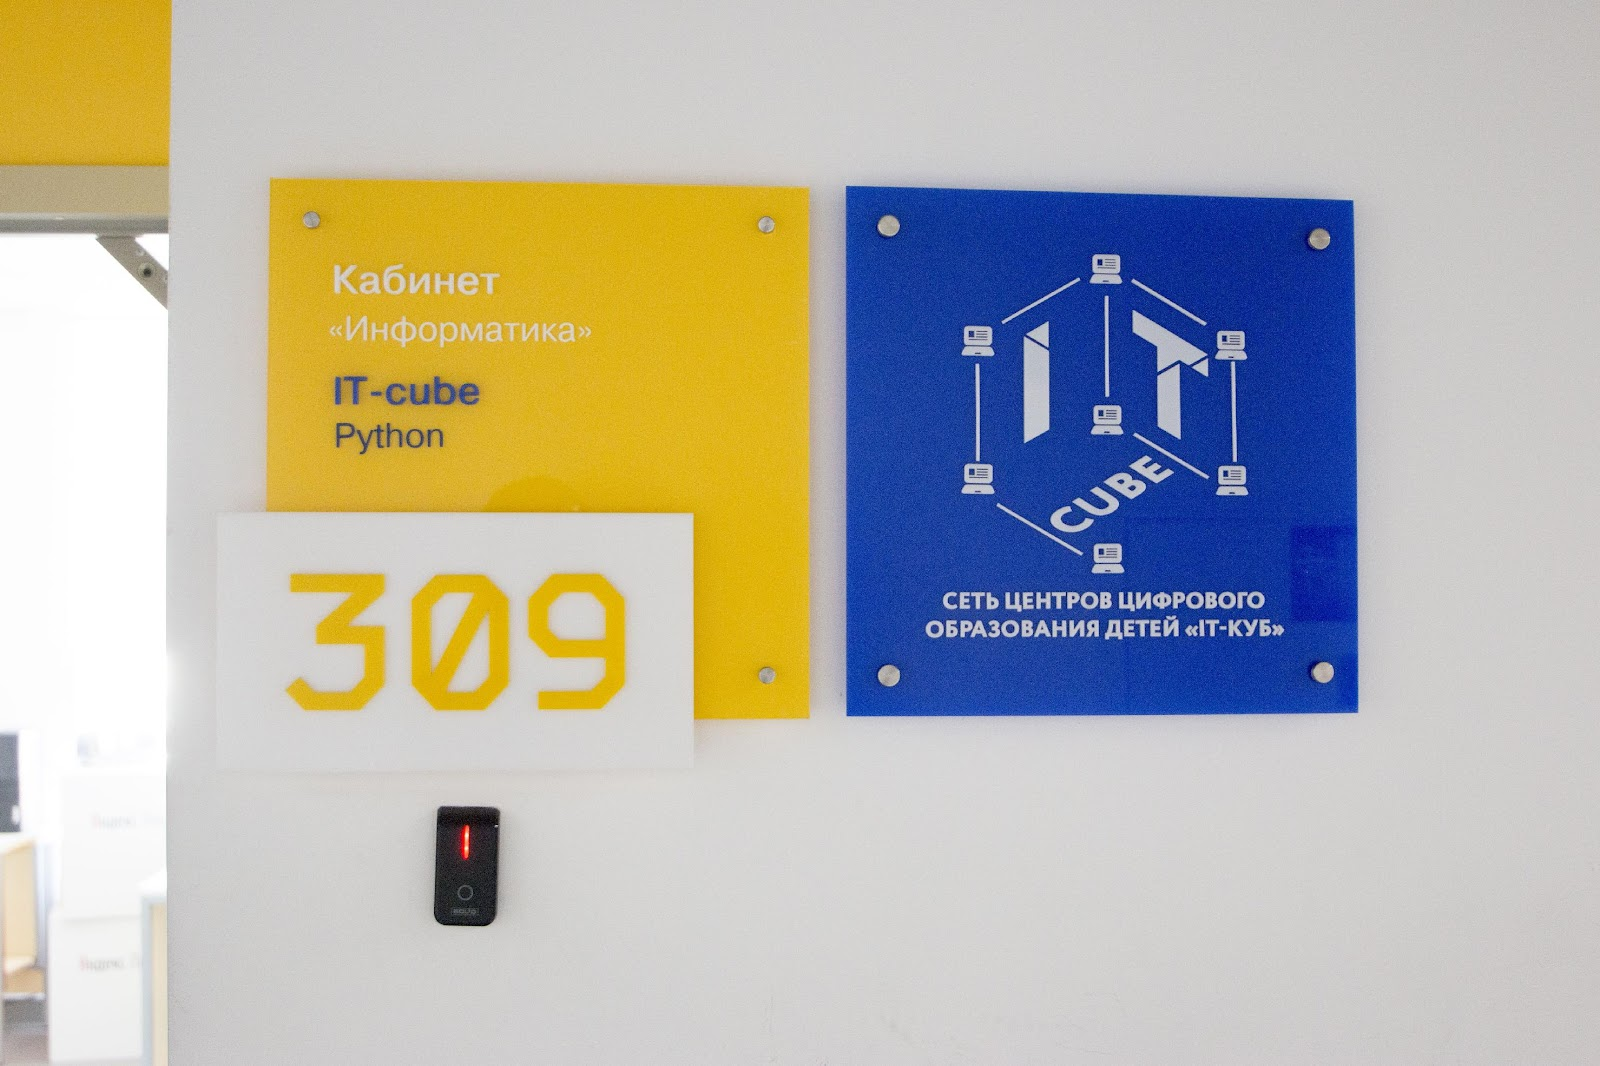 Кабинет
«Информатика»
IT-cube
Python
309
IT
CUBE
СЕТЬ ЦЕНТРОВ ЦИФРОВОГО
ОБРАЗОВАНИЯ ДЕТЕЙ «IT-КУБ»